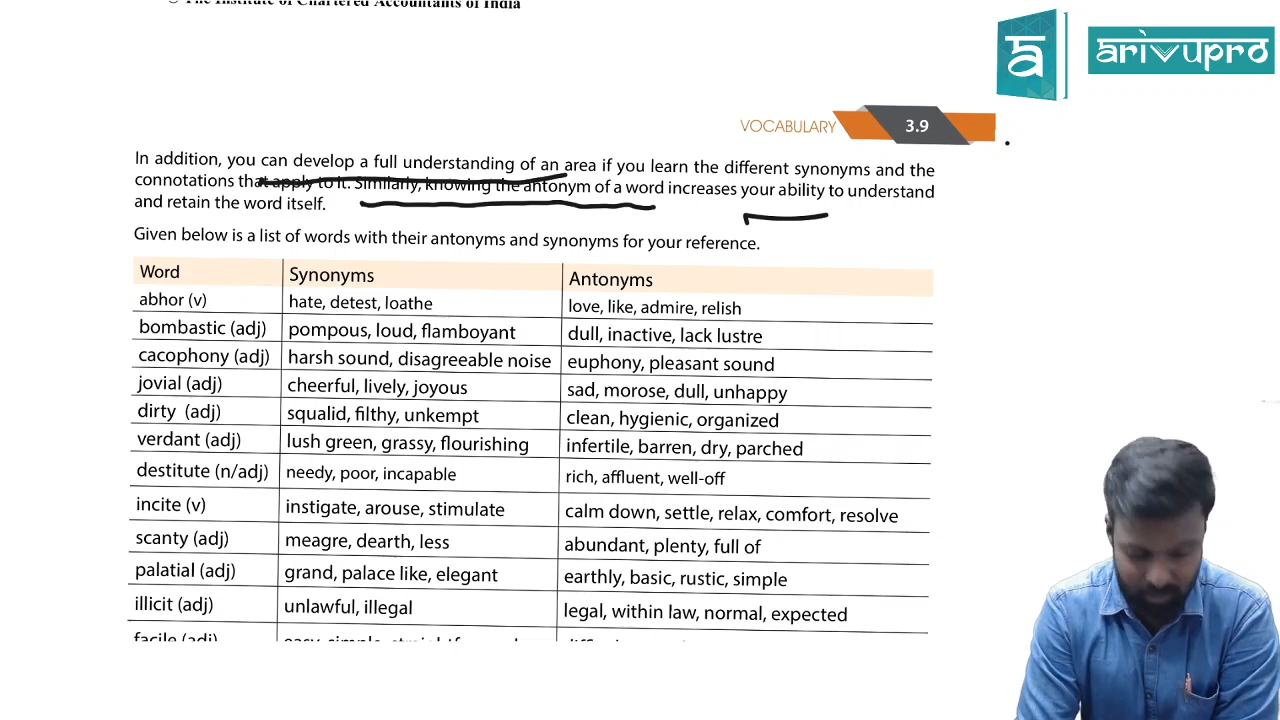 © The Institute of Chartered Accountants of India
arivupro
VOCABULARY 3.9
In addition, you can develop a full understanding of an area if you learn the different synonyms and the
connotations that apply to it. Similarly, knowing the antonym of a word increases your ability to understand
and retain the word itself.
Given below is a list of words with their antonyms and synonyms for your reference.
Word Synonyms Antonyms
abhor (v) hate, detest, loathe love, like, admire, relish
bombastic (adj) pompous, loud, flamboyant dull, inactive, lack lustre
cacophony (adj) harsh sound, disagreeable noise euphony, pleasant sound
jovial (adj) cheerful, lively, joyous sad, morose, dull, unhappy
dirty (adj) squalid, filthy, unkempt clean, hygienic, organized
verdant (adj) lush green, grassy, flourishing infertile, barren, dry, parched
destitute (n/adj) needy, poor, incapable rich, affluent, well-off
incite (v) instigate, arouse, stimulate calm down, settle, relax, comfort, resolve
scanty (adj) meagre, dearth, less abundant, plenty, full of
palatial (adj) grand, palace like, elegant earthly, basic, rustic, simple
illicit (adj) unlawful, illegal legal, within law, normal, expected
facile (adj) easy, simple,